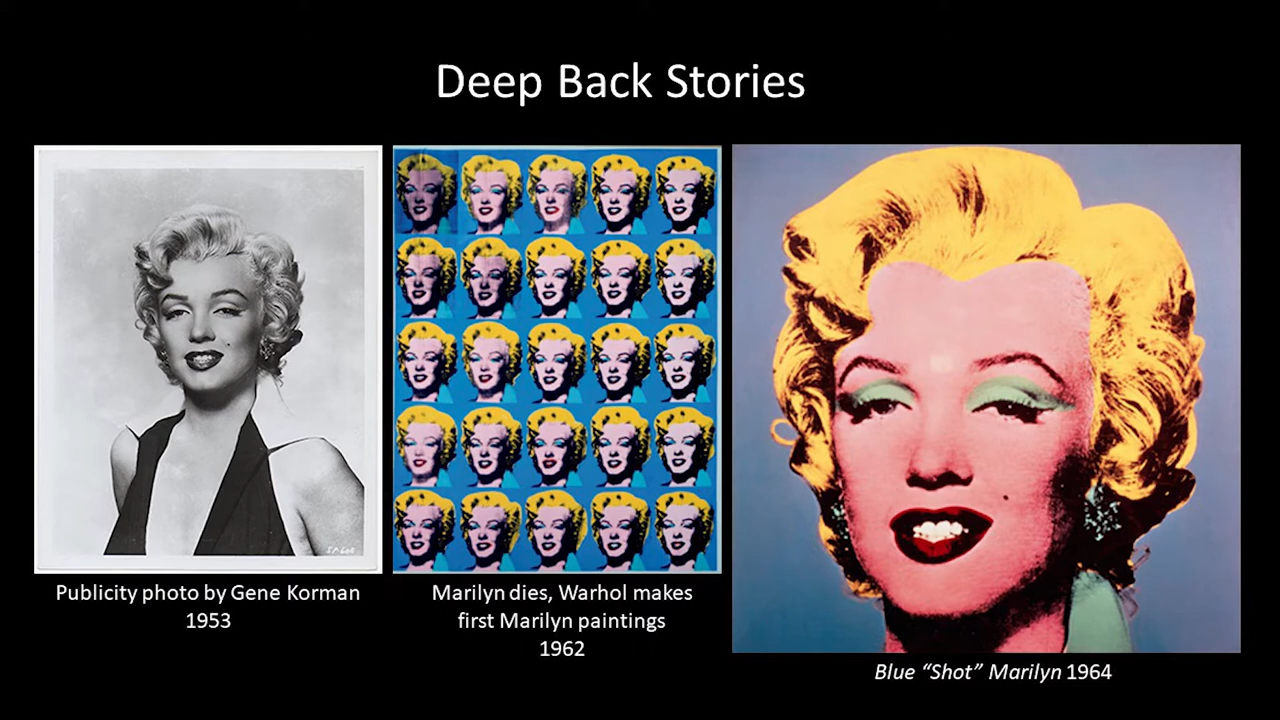 Deep Back Stories
Publicity photo by Gene Korman
1953
Marilyn dies, Warhol makes
first Marilyn paintings
1962
Blue “Shot” Marilyn 1964